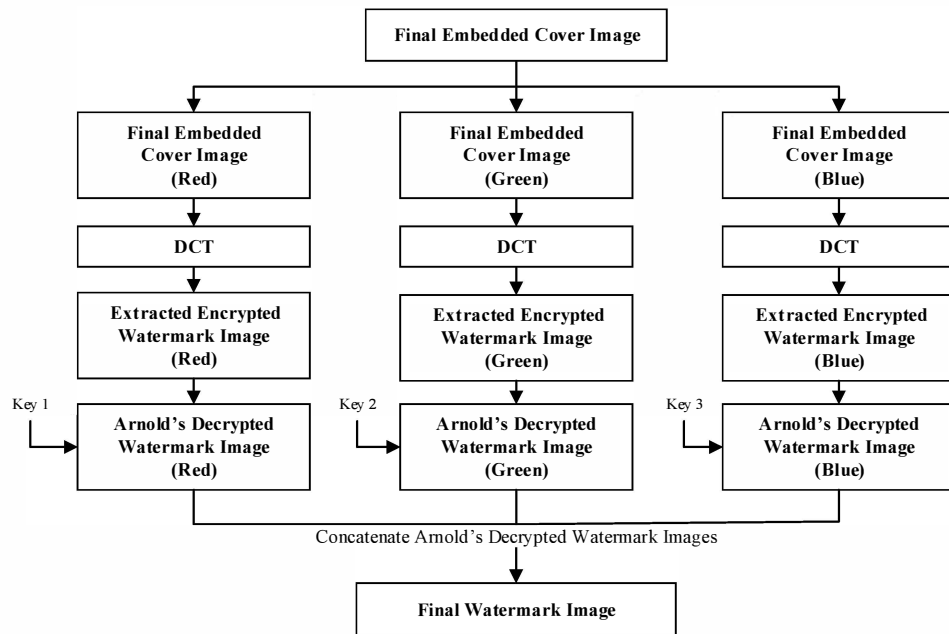 Final Embedded Cover Image
Final Embedded
Cover Image
(Red)
Final Embedded
Cover Image
(Green)
Final Embedded
Cover Image
(Blue)
DCT
DCT
DCT
Extracted Encrypted
Watermark Image
(Red)
Extracted Encrypted
Watermark Image
(Green)
Extracted Encrypted
Watermark Image
(Blue)
Key 1
Arnold's Decrypted
Watermark Image
(Red)
Key 2
Arnold's Decrypted
Watermark Image
(Green)
Key 3
Arnold's Decrypted
Watermark Image
(Blue)
Concatenate Arnold's Decrypted Watermark Images
Final Watermark Image